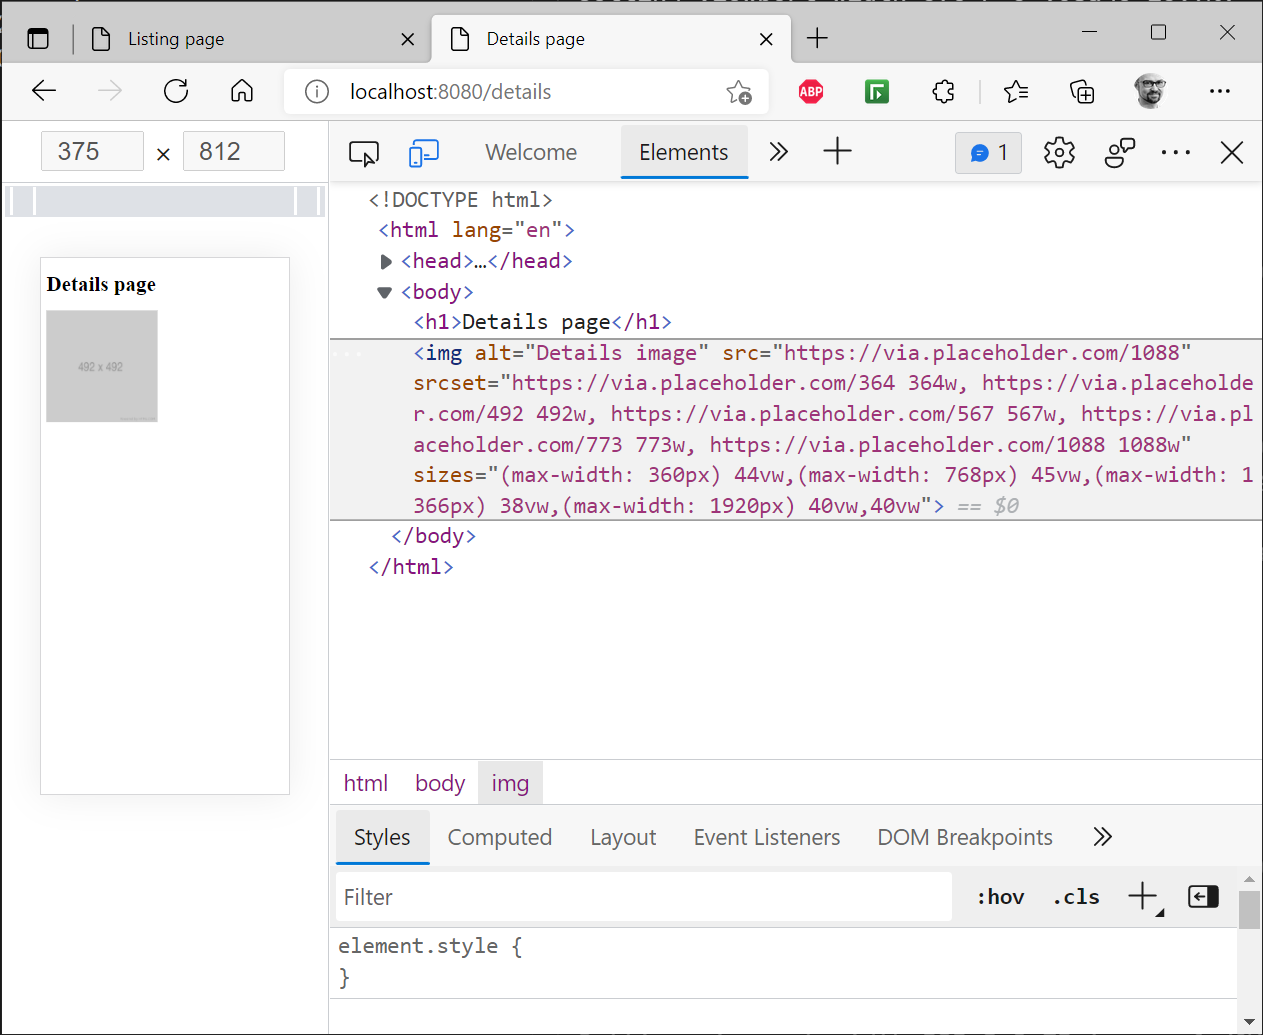 Listing page
Details page
localhost:8080/details
ABP
375 × 812
Welcome
Elements
1
Details page
492 x 492
<!DOCTYPE html>
<html lang="en">
<head>…</head>
<body>
<h1>Details page</h1>
<img alt="Details image" src="https://via.placeholder.com/1088"
srcset="https://via.placeholder.com/364 364w, https://via.placeholde
r.com/492 492w, https://via.placeholder.com/567 567w, https://via.pl
aceholder.com/773 773w, https://via.placeholder.com/1088 1088w"
sizes="(max-width: 360px) 44vw,(max-width: 768px) 45vw,(max-width: 1
366px) 38vw,(max-width: 1920px) 40vw,40vw"> == $0
</body>
</html>
html body img
Styles Computed Layout Event Listeners DOM Breakpoints
Filter
:hov .cls
element.style {
}